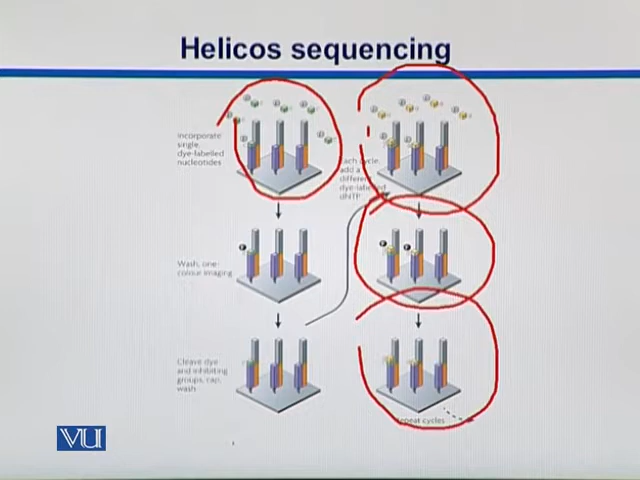 Helicos sequencing
Incorporate
single,
dye-labelled
nucleotides
Each cycle,
add a
different
dye-labelled
dNTP
Wash, one-
colour imaging
Cleave dye
and inhibiting
groups, cap,
wash
Repeat cycles
VU